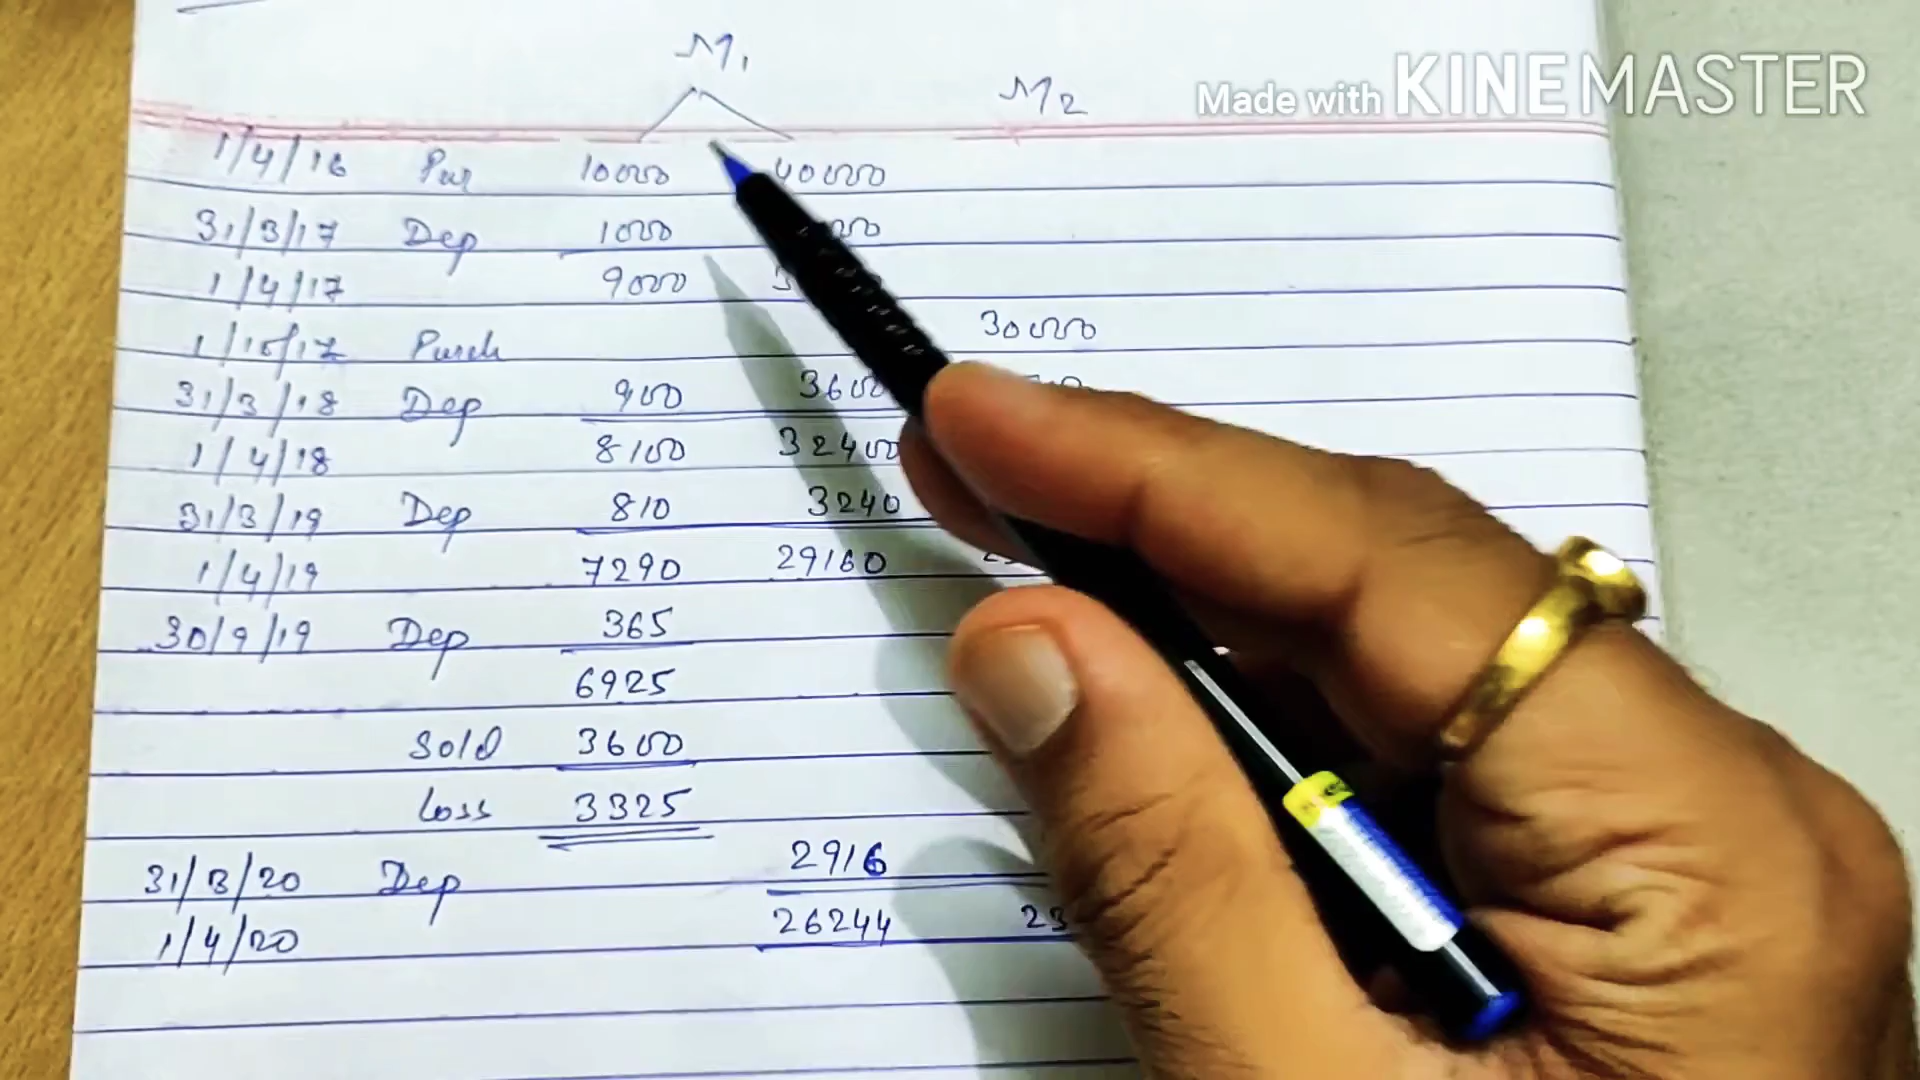 M1
M2
Made with KINEMASTER
1/4/16 Pur 10000 40000
31/3/17 Dep 1000
1/4/17 9000
1/10/17 Purch 30000
31/3/18 Dep 900 3600
1/4/18 8100 32400
31/3/19 Dep 810 3240
1/4/19 7290 29160
30/9/19 Dep 365
6925
Sold 3600
Loss 3325
31/3/20 Dep 2916
1/4/20 26244